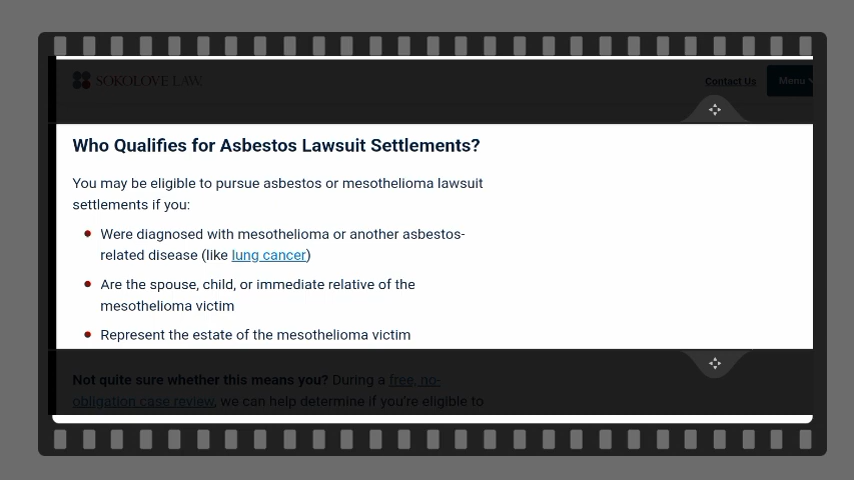 SOKOLOVE LAW
Contact Us
Menu
Who Qualifies for Asbestos Lawsuit Settlements?
You may be eligible to pursue asbestos or mesothelioma lawsuit
settlements if you:
Were diagnosed with mesothelioma or another asbestos-
related disease (like lung cancer)
Are the spouse, child, or immediate relative of the
mesothelioma victim
Represent the estate of the mesothelioma victim
Not quite sure whether this means you? During a free, no-
obligation case review, we can help determine if you're eligible to